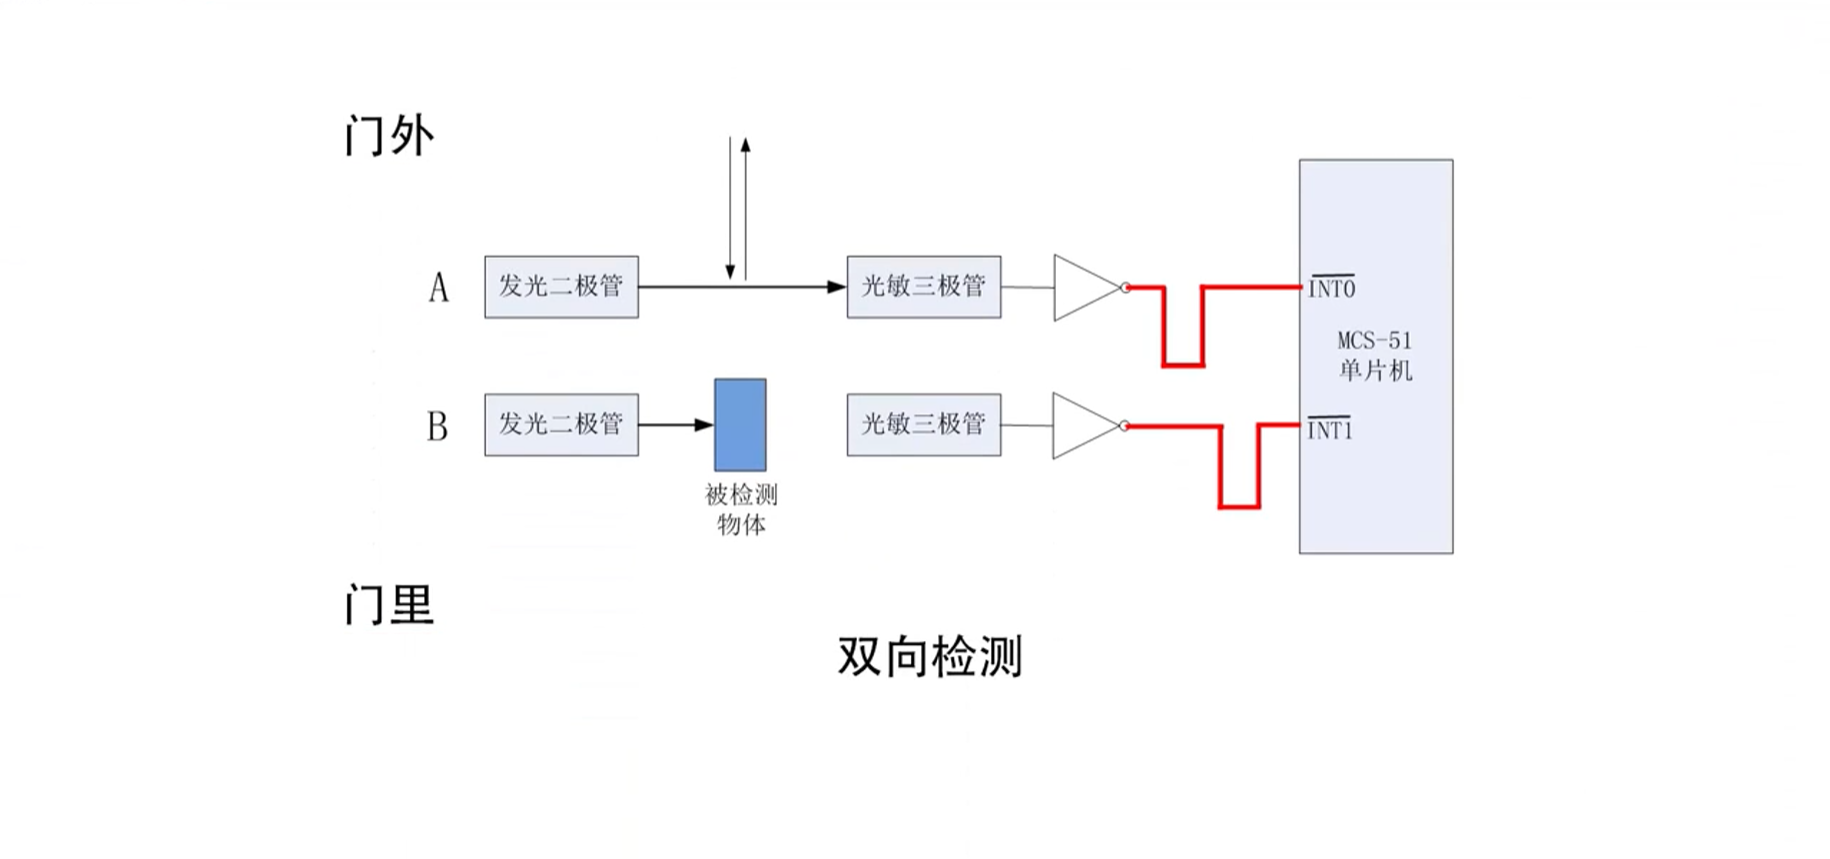 门外
A
发光二极管
光敏三极管
INT0
MCS-51
单片机
B
发光二极管
光敏三极管
INT1
被检测
物体
门里
双向检测